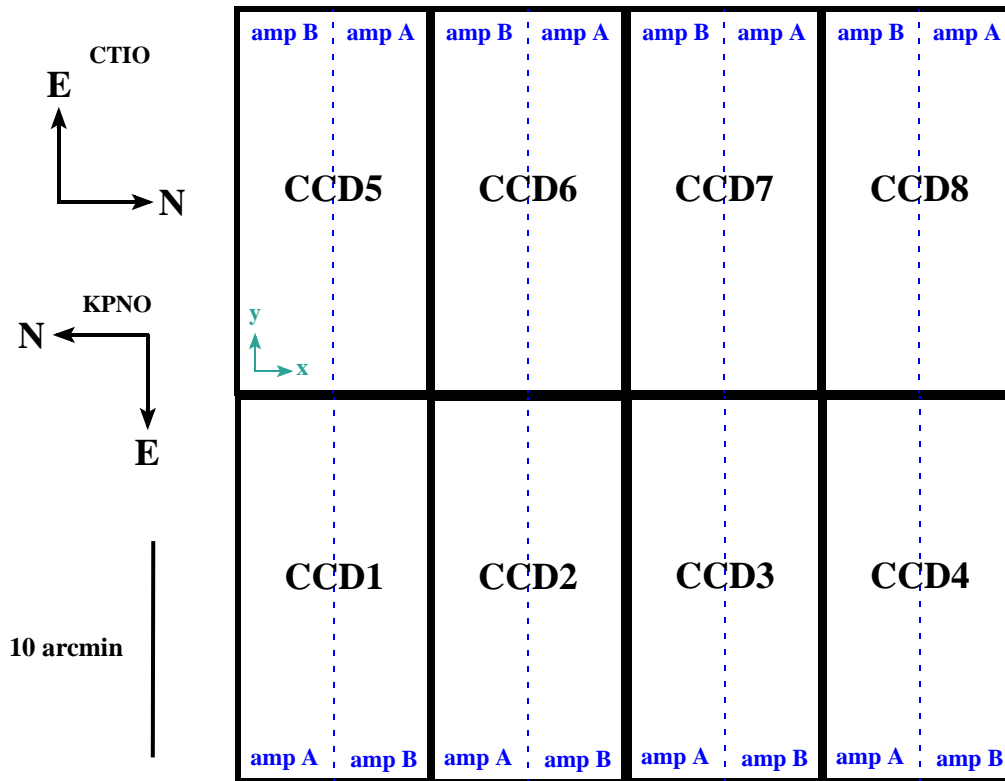 amp B amp A amp B amp A amp B amp A amp B amp A
CTIO
E
N
CCD5 CCD6 CCD7 CCD8
KPNO
N
E
y
x
CCD1 CCD2 CCD3 CCD4
10 arcmin
amp A amp B amp A amp B amp A amp B amp A amp B